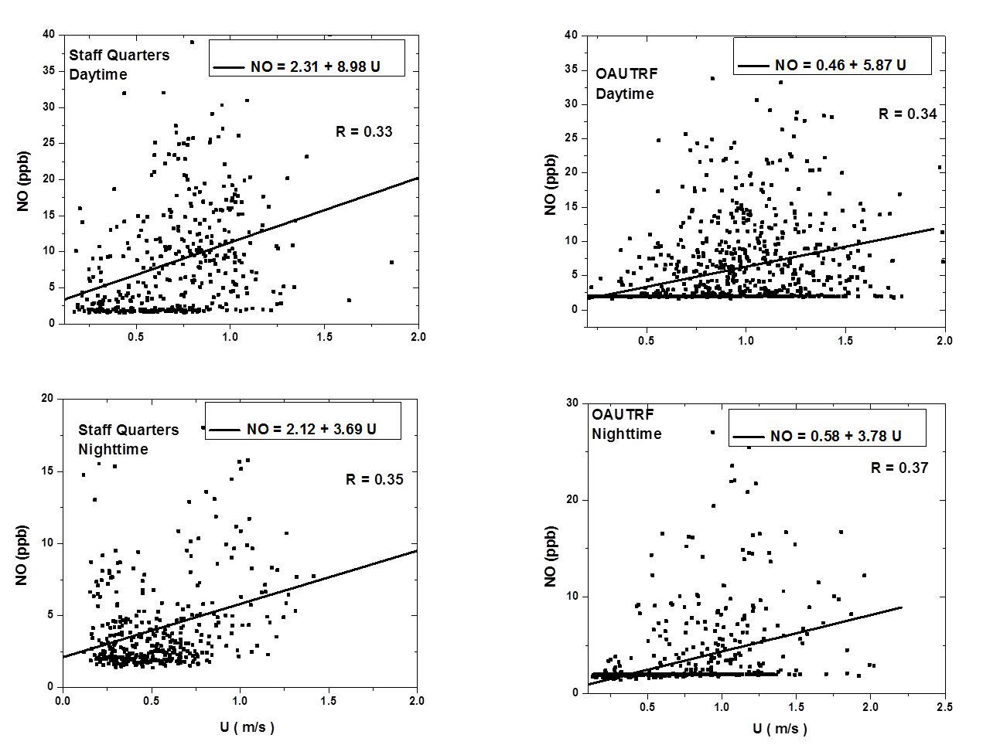 Staff Quarters
Daytime
NO = 2.31 + 8.98 U
R = 0.33
NO (ppb)
40
35
30
25
20
15
10
5
0
0.5
1.0
1.5
2.0
OAUTRF
Daytime
NO = 0.46 + 5.87 U
R = 0.34
NO (ppb)
40
35
30
25
20
15
10
5
0
0.5
1.0
1.5
2.0
Staff Quarters
Nighttime
NO = 2.12 + 3.69 U
R = 0.35
NO (ppb)
20
15
10
5
0
0.0
0.5
1.0
1.5
2.0
U ( m/s )
OAUTRF
Nighttime
NO = 0.58 + 3.78 U
R = 0.37
NO (ppb)
30
20
10
0
0.5
1.0
1.5
2.0
2.5
U ( m/s )